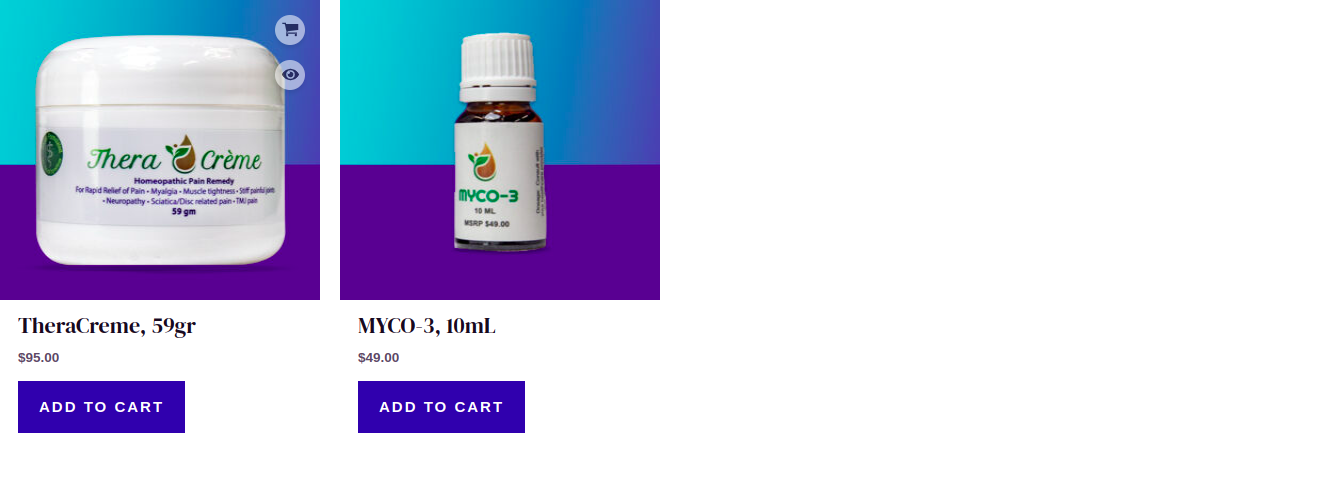 Thera Crème
Homeopathic Pain Remedy
For Rapid Relief of Pain • Myalgia • Muscle tightness • Stiff painful joints
• Neuropathy • Sciatica/Disc related pain • TMJ pain
59 gm
MYCO-3
10 ML
MSRP $49.00
TheraCreme, 59gr
MYCO-3, 10mL
$95.00
$49.00
ADD TO CART
ADD TO CART